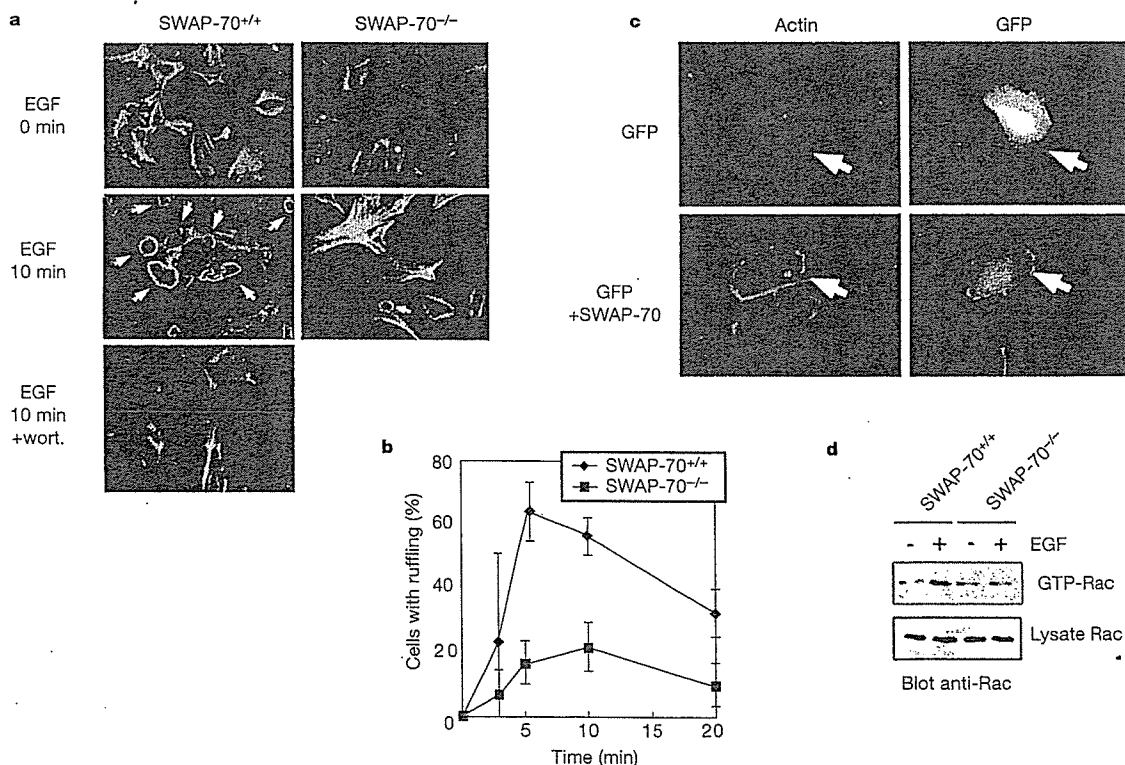 a
SWAP-70+/+
SWAP-70−/−
EGF
0 min
EGF
10 min
EGF
10 min
+wort.
c
Actin
GFP
GFP
GFP
+SWAP-70
b
SWAP-70+/+
SWAP-70−/−
Cells with ruffling (%)
80
60
40
20
0
5
10
15
20
Time (min)
d
SWAP-70+/+
SWAP-70−/−
- + - + EGF
GTP-Rac
Lysate Rac
Blot anti-Rac